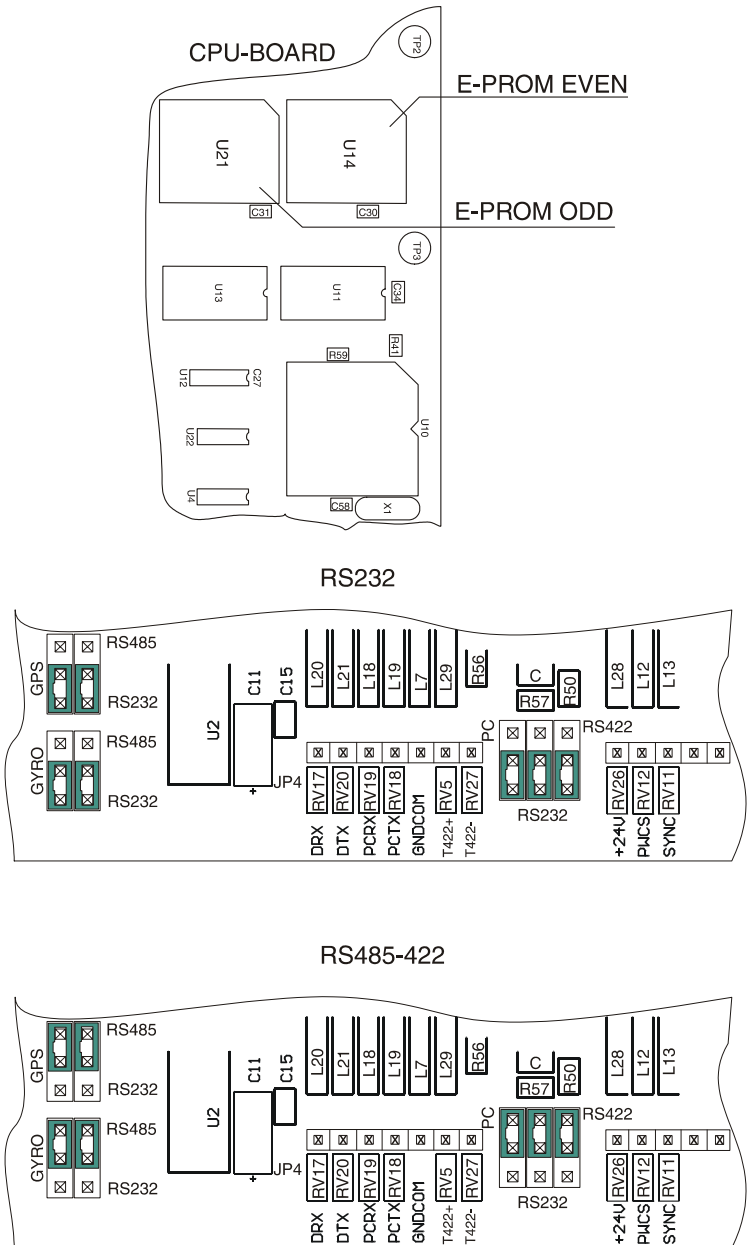 CPU-BOARD
TP2
E-PROM EVEN
U21
U14
C31
C30
E-PROM ODD
TP3
U13
U11
C34
R59
R41
U12
C27
U10
U22
U4
C58
X1
RS232
GPS
RS485
RS232
GYRO
RS485
RS232
U2
C11
C15
JP4
+
L20
L21
L18
L19
L7
L29
R56
RV17
RV20
RV19
RV18
RV5
RV27
DRX
DTX
PCRX
PCTX
GNDCOM
T422+
T422-
C
R57
R50
PC
RS422
RS232
L28
L12
L13
RV26
RV12
RV11
+24V
PWCS
SYNC
RS485-422
GPS
RS485
RS232
GYRO
RS485
RS232
U2
C11
C15
JP4
+
L20
L21
L18
L19
L7
L29
R56
RV17
RV20
RV19
RV18
RV5
RV27
DRX
DTX
PCRX
PCTX
GNDCOM
T422+
T422-
C
R57
R50
PC
RS422
RS232
L28
L12
L13
RV26
RV12
RV11
+24V
PWCS
SYNC